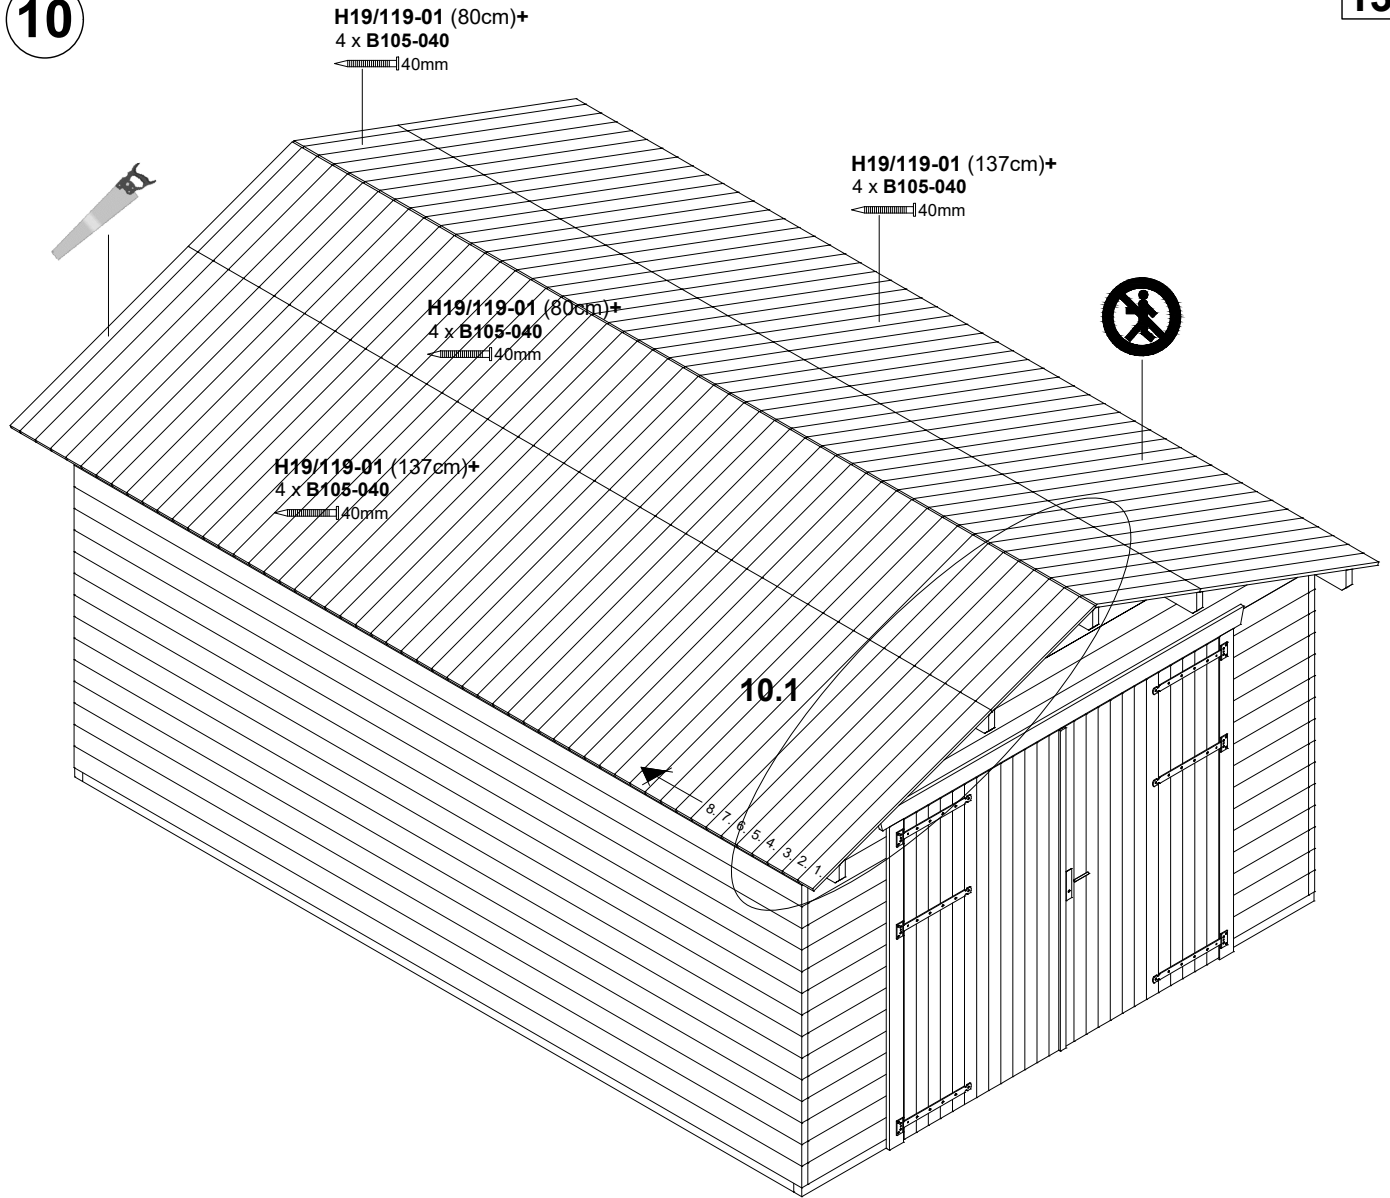 10
H19/119-01 (80cm)+
4 x B105-040
40mm
H19/119-01 (137cm)+
4 x B105-040
40mm
H19/119-01 (80cm)+
4 x B105-040
40mm
H19/119-01 (137cm)+
4 x B105-040
40mm
10.1
8. 7. 6. 5. 4. 3. 2. 1.